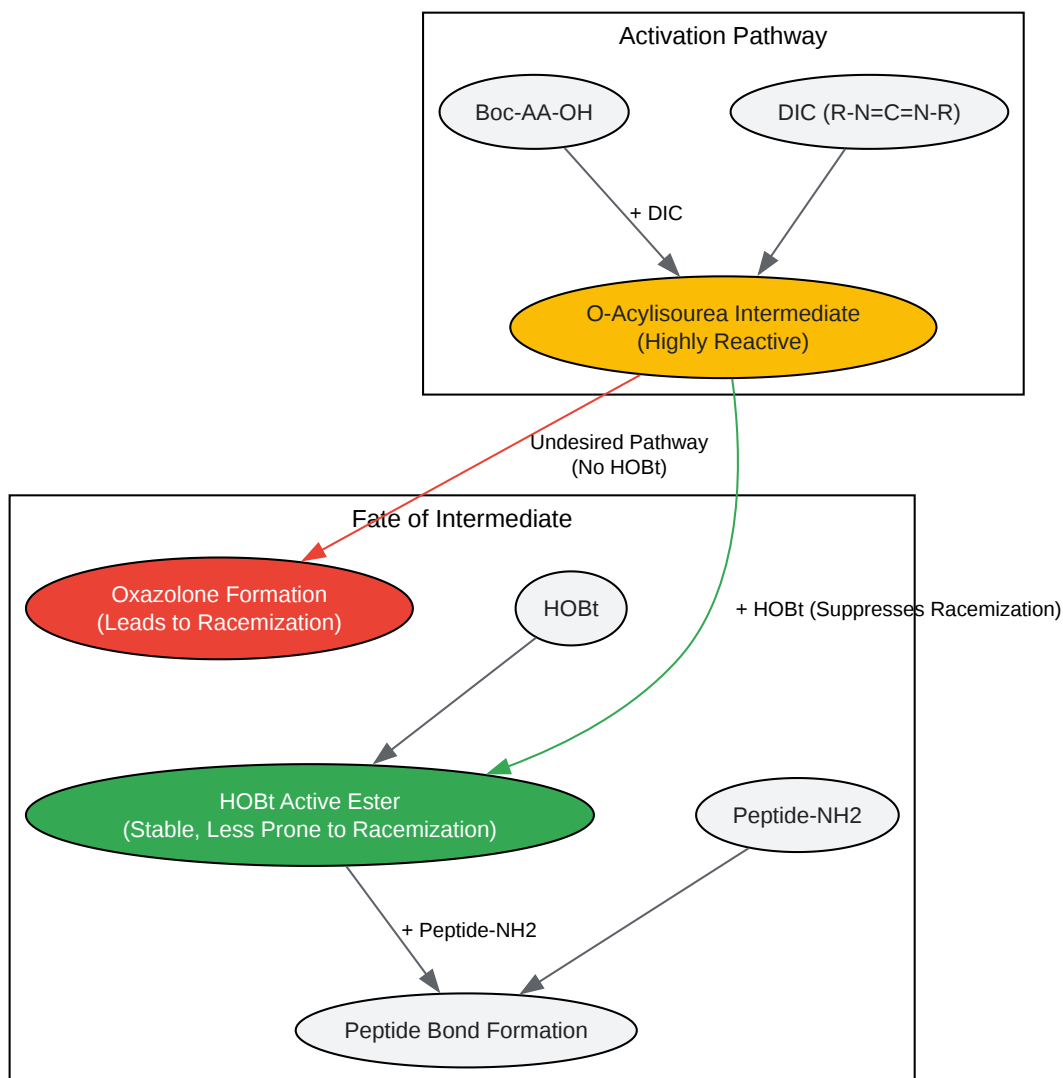 Activation Pathway
Boc-AA-OH
DIC (R-N=C=N-R)
+ DIC
O-Acylisourea Intermediate
(Highly Reactive)
Undesired Pathway
(No HOBt)
Fate of Intermediate
Oxazolone Formation
(Leads to Racemization)
HOBt
+ HOBt (Suppresses Racemization)
HOBt Active Ester
(Stable, Less Prone to Racemization)
Peptide-NH2
+ Peptide-NH2
Peptide Bond Formation